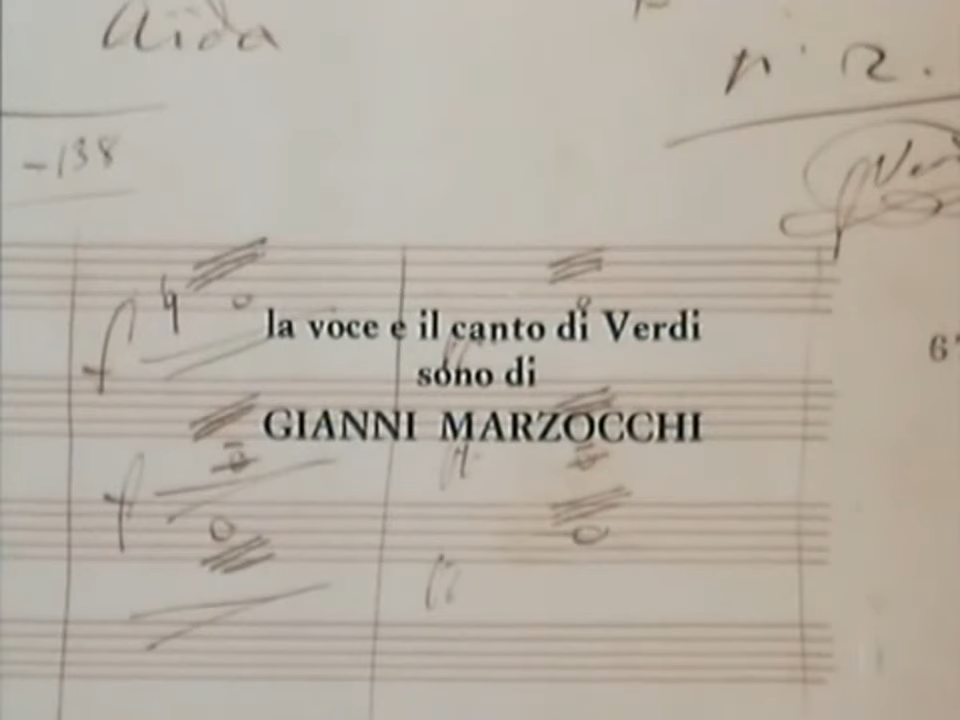 Aida
n° 2.
-138
la voce e il canto di Verdi
sono di
GIANNI MARZOCCHI